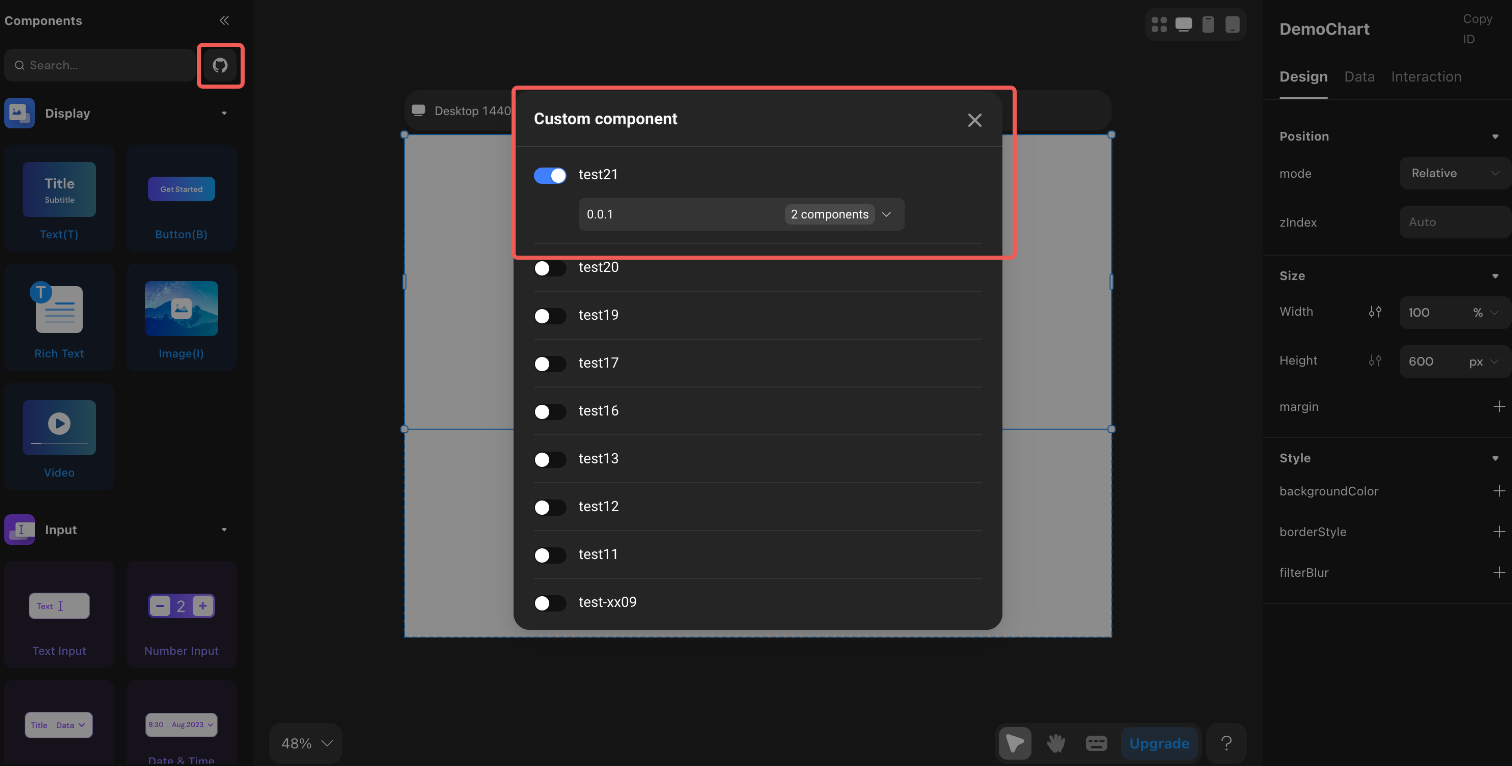 Components
Search...
Display
Title
Subtitle
Text(T)
Get Started
Button(B)
T
Rich Text
Image(I)
Video
Input
Text
Text Input
2
Number Input
Title Data
9:30 Aug.2023
Date & Time
Desktop 1440
Custom component
test21
0.0.1
2 components
test20
test19
test17
test16
test13
test12
test11
test-xx09
48%
Upgrade
?
DemoChart
Copy
ID
Design
Data
Interaction
Position
mode
Relative
zIndex
Auto
Size
Width
100
%
Height
600
px
margin
Style
backgroundColor
borderStyle
filterBlur